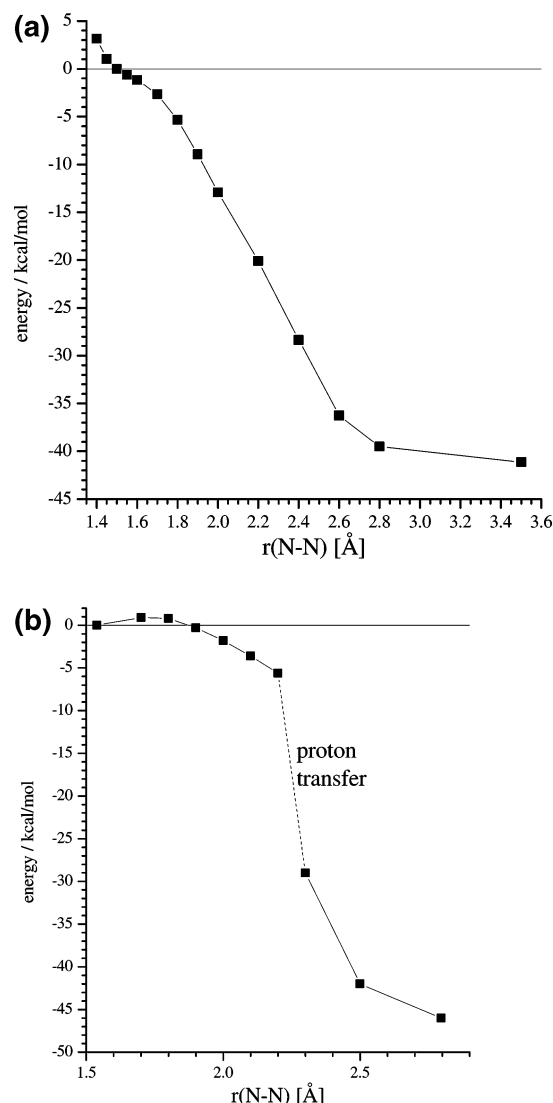 (a)
5
0
-5
-10
-15
-20
-25
-30
-35
-40
-45
energy / kcal/mol
1.4 1.6 1.8 2.0 2.2 2.4 2.6 2.8 3.0 3.2 3.4 3.6
r(N-N) [Å]
(b)
0
-5
-10
-15
-20
-25
-30
-35
-40
-45
-50
energy / kcal/mol
proton
transfer
1.5 2.0 2.5
r(N-N) [Å]